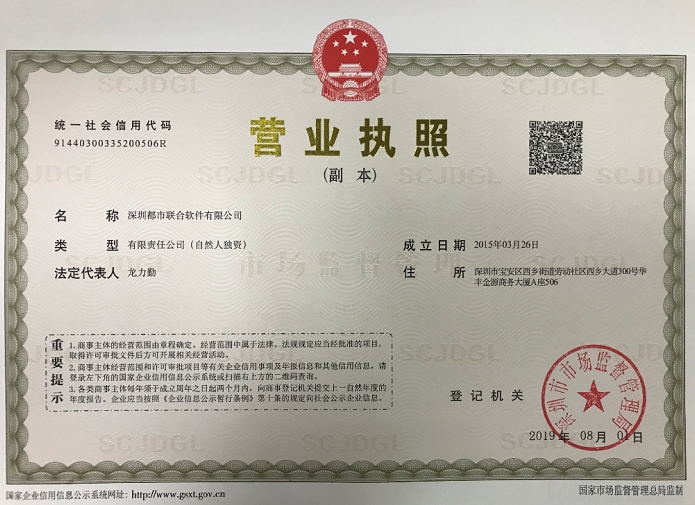 统一社会信用代码
91440300335200506R
营业执照
(副 本)
名 称 深圳都市联合软件有限公司
类 型 有限责任公司（自然人独资）
法定代表人 龙力勤
成立日期 2015年03月26日
住 所 深圳市宝安区西乡街道劳动社区西乡大道300号华
丰金源商务大厦A座506
重要提示
1. 商事主体的经营范围由章程确定。经营范围中属于法律、法规规定应当经批准的项目，
取得许可审批文件后方可开展相关经营活动。
2. 商事主体经营范围和许可审批项目等有关企业信用事项及年报信息和其他信用信息，请
登录左下角的国家企业信用信息公示系统或扫描右上方的二维码查询。
3. 各类商事主体每年须于成立周年之日起两个月内，向商事登记机关提交上一自然年度的
年度报告。企业应当按照《企业信息公示暂行条例》第十条的规定向社会公示企业信息。
登记机关
深圳市市场监督管理局
2019年 08月 01日
国家企业信用信息公示系统网址：http://www.gsxt.gov.cn
国家市场监督管理总局监制
SCJDGL
市场监督管理